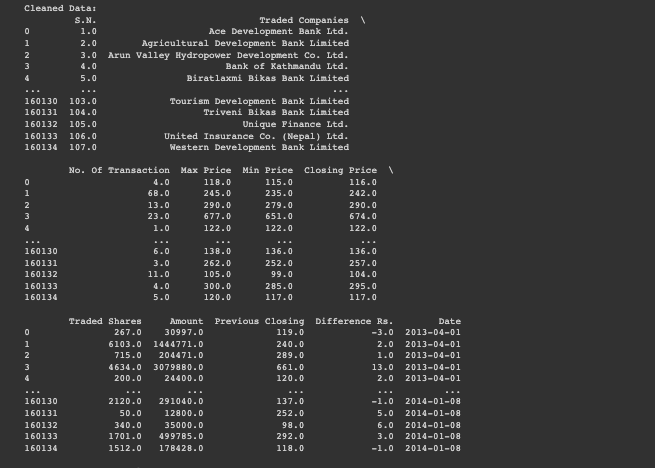 Cleaned Data:
S.N. Traded Companies \
0 1.0 Ace Development Bank Ltd.
1 2.0 Agricultural Development Bank Limited
2 3.0 Arun Valley Hydropower Development Co. Ltd.
3 4.0 Bank of Kathmandu Ltd.
4 5.0 Biratlaxmi Bikas Bank Limited
... ... ...
160130 103.0 Tourism Development Bank Limited
160131 104.0 Triveni Bikas Bank Limited
160132 105.0 Unique Finance Ltd.
160133 106.0 United Insurance Co. (Nepal) Ltd.
160134 107.0 Western Development Bank Limited
No. Of Transaction Max Price Min Price Closing Price \
0 4.0 118.0 115.0 116.0
1 68.0 245.0 235.0 242.0
2 13.0 290.0 279.0 290.0
3 23.0 677.0 651.0 674.0
4 1.0 122.0 122.0 122.0
... ... ... ... ...
160130 6.0 138.0 136.0 136.0
160131 3.0 262.0 252.0 257.0
160132 11.0 105.0 99.0 104.0
160133 4.0 300.0 285.0 295.0
160134 5.0 120.0 117.0 117.0
Traded Shares Amount Previous Closing Difference Rs. Date
0 267.0 30997.0 119.0 -3.0 2013-04-01
1 6103.0 1444771.0 240.0 2.0 2013-04-01
2 715.0 204471.0 289.0 1.0 2013-04-01
3 4634.0 3079880.0 661.0 13.0 2013-04-01
4 200.0 24400.0 120.0 2.0 2013-04-01
... ... ... ... ... ...
160130 2120.0 291040.0 137.0 -1.0 2014-01-08
160131 50.0 12800.0 252.0 5.0 2014-01-08
160132 340.0 35000.0 98.0 6.0 2014-01-08
160133 1701.0 499785.0 292.0 3.0 2014-01-08
160134 1512.0 178428.0 118.0 -1.0 2014-01-08